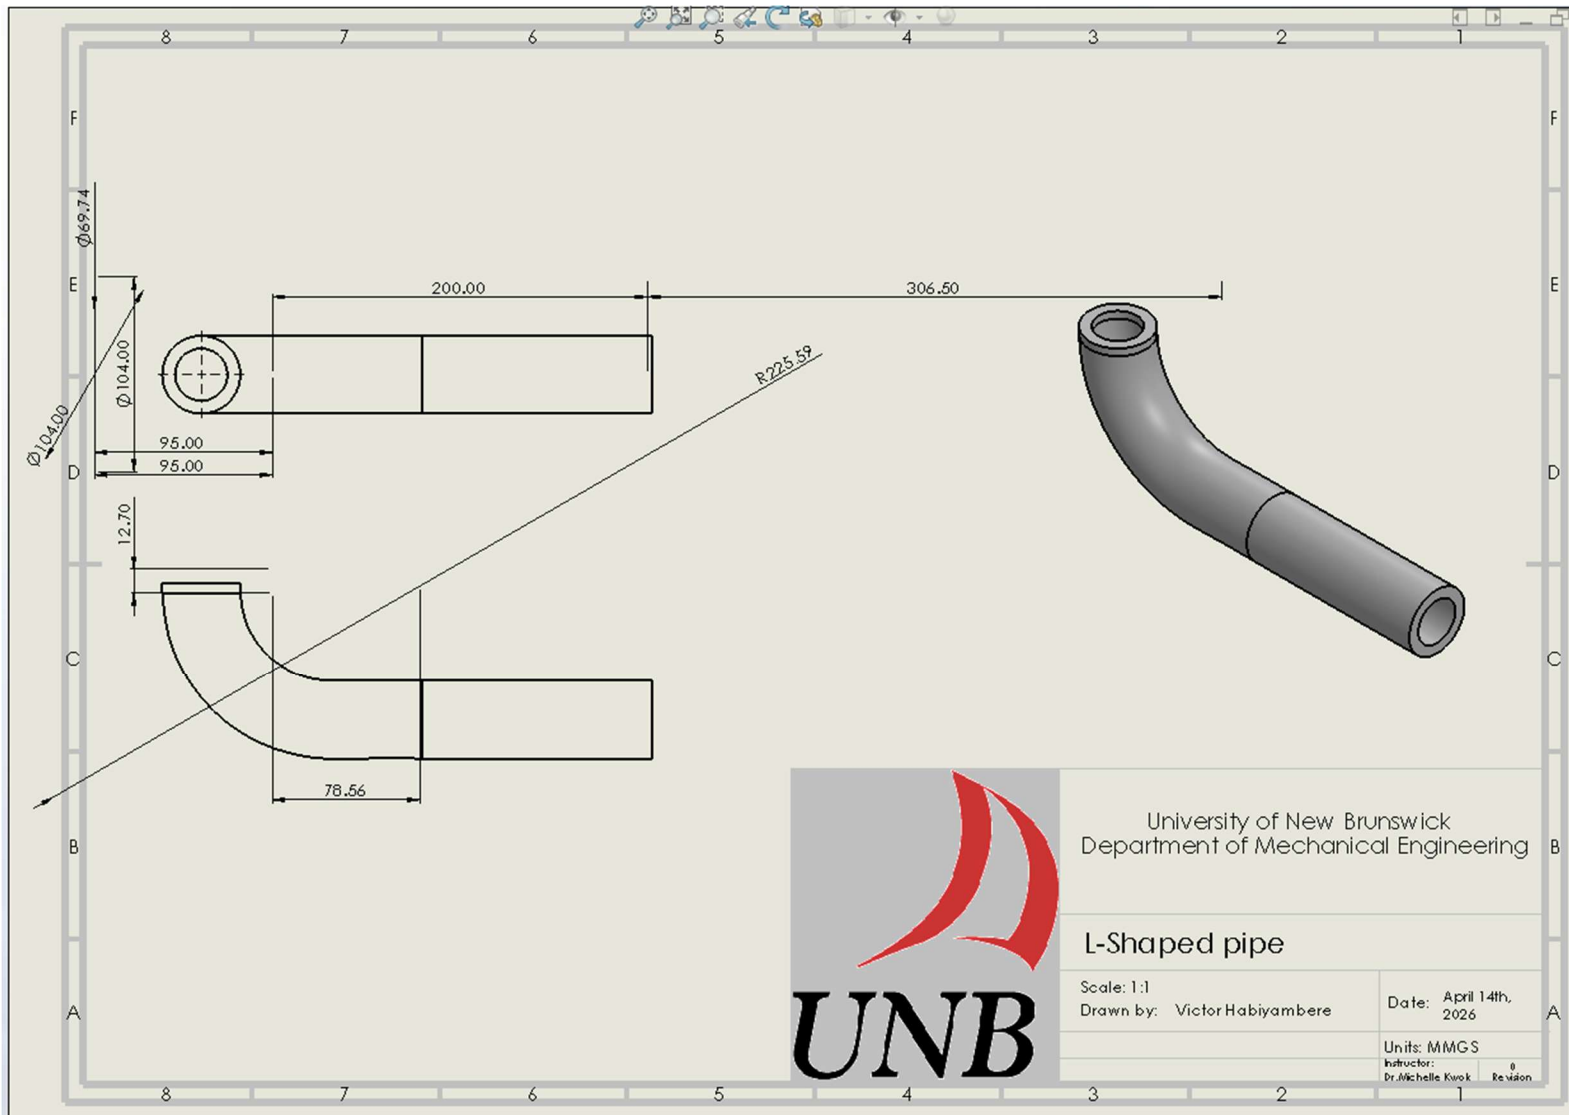 8 7 6 5 4 3 2 1
F F
Ø69.74
E E
200.00 306.50
Ø104.00
Ø104.00
R225.59
95.00
95.00
D D
12.70
C C
78.56
B B
University of New Brunswick
Department of Mechanical Engineering
L-Shaped pipe
Scale: 1:1
Drawn by: Victor Habiyambere
Date: April 14th,
2026
A A
UNB
Units: MMGS
Instructor:
Dr.Michelle Kwok
0
Revision
8 7 6 5 4 3 2 1